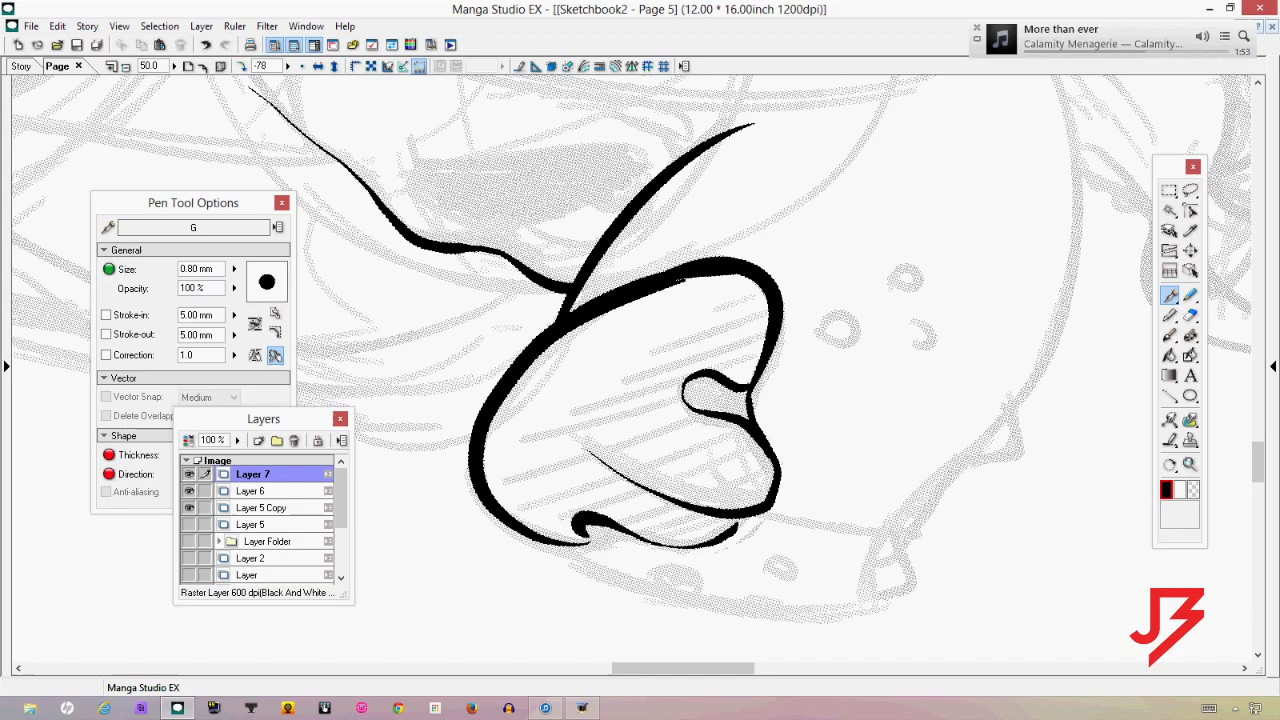 Manga Studio EX - [[Sketchbook2 - Page 5] (12.00 * 16.00inch 1200dpi)]
File Edit Story View Selection Layer Ruler Filter Window Help
More than ever
Calamity Menagerie — Calamity...
1:53
Story Page 50.0 -78
Pen Tool Options
G
General
Size: 0.80 mm
Opacity: 100 %
Stroke-in: 5.00 mm
Stroke-out: 5.00 mm
Correction: 1.0
Vector
Vector Snap: Medium
Delete Overlapp
Shape
Thickness:
Direction:
Anti-aliasing
Layers
100 %
Image
Layer 7
Layer 6
Layer 5 Copy
Layer 5
Layer Folder
Layer 2
Layer
Raster Layer 600 dpi(Black And White ...
A
Manga Studio EX